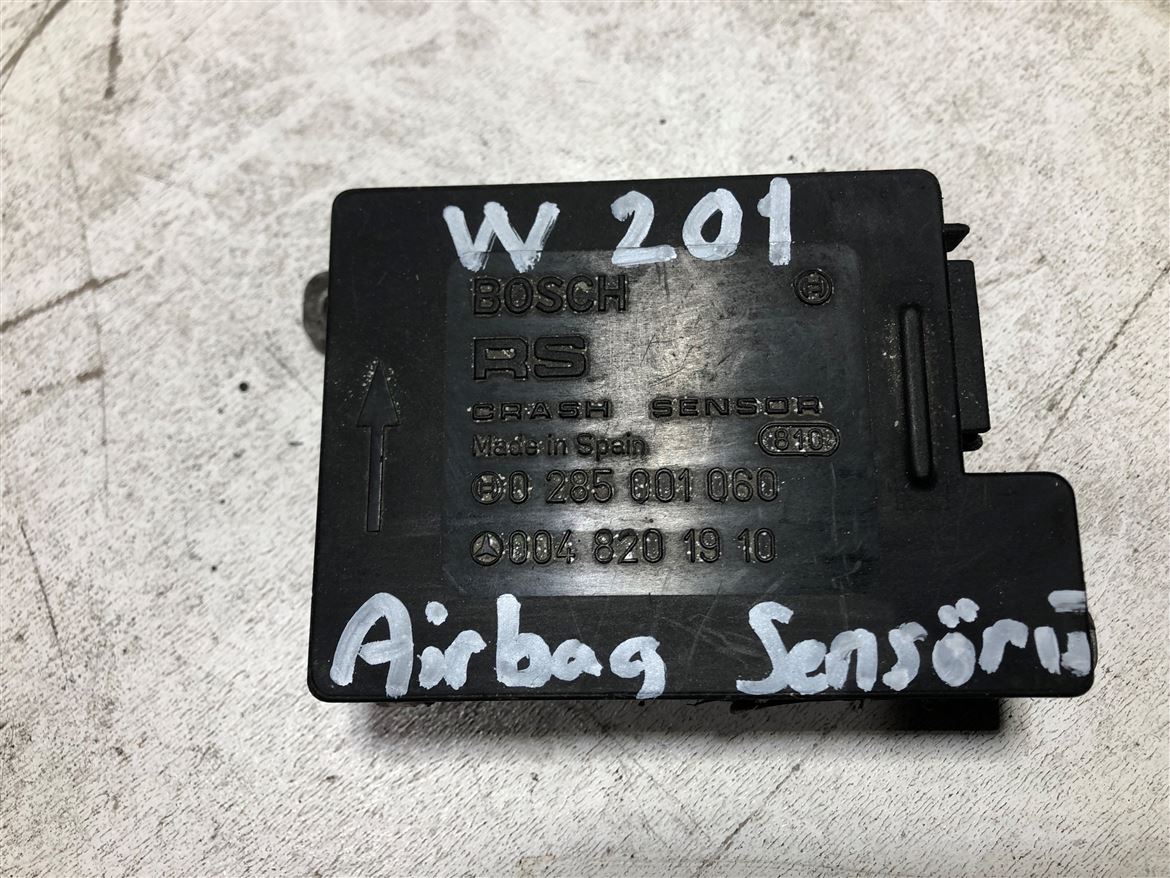 W 201
BOSCH
RS
CRASH SENSOR
Made in Spain 810
0 285 001 060
004 820 19 10
Airbag Sensörü